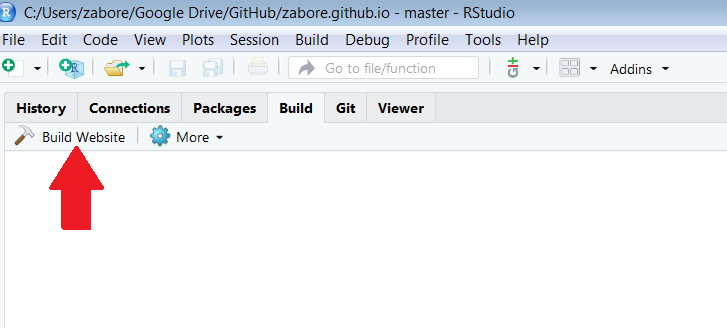 C:/Users/zabore/Google Drive/GitHub/zabore.github.io - master - RStudio
File Edit Code View Plots Session Build Debug Profile Tools Help
Go to file/function Addins
History Connections Packages Build Git Viewer
Build Website More